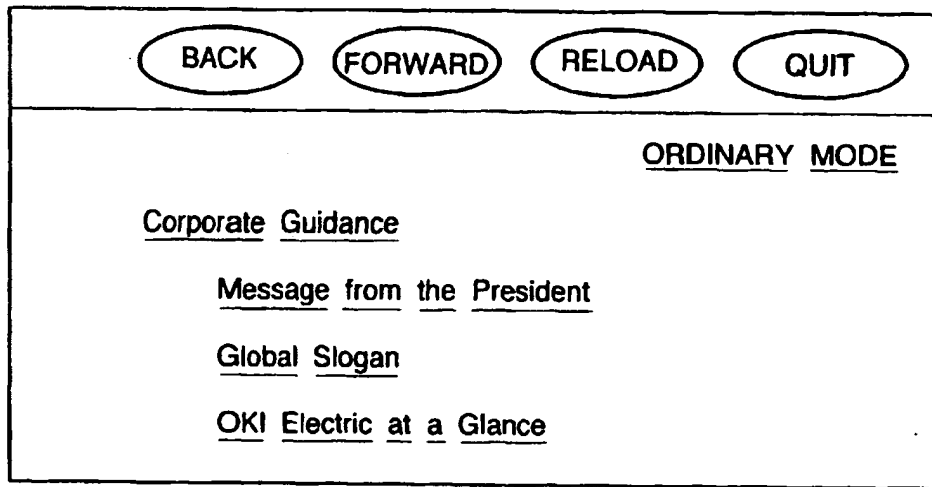 BACK FORWARD RELOAD QUIT
ORDINARY MODE
Corporate Guidance
Message from the President
Global Slogan
OKI Electric at a Glance